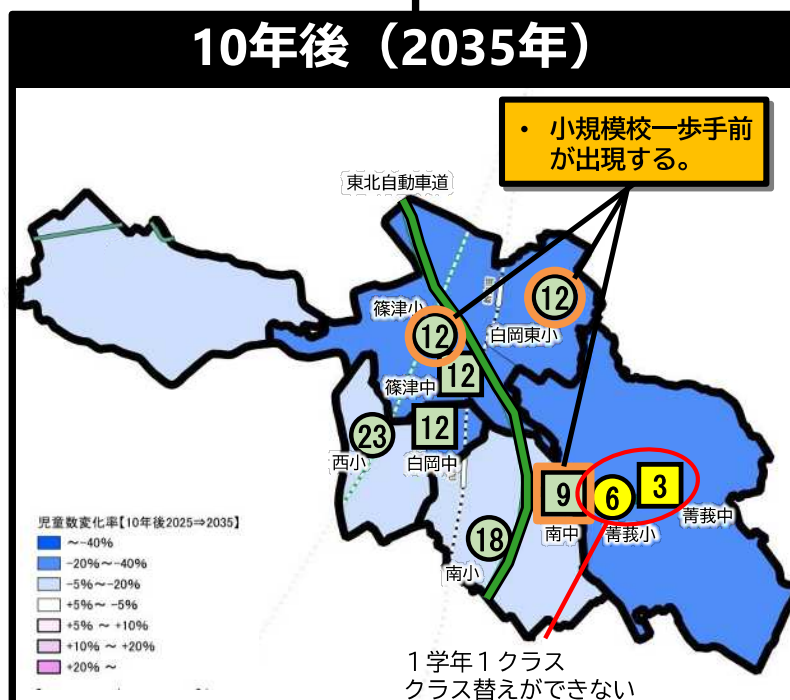 10年後（2035年）
・ 小規模校一歩手前
が出現する。
東北自動車道
篠津小
12
12
白岡東小
篠津中
12
23
西小
12
白岡中
9
南中
6
菁莪小
3
菁莪中
18
南小
児童数変化率【10年後2025⇒2035】
～-40%
-20%～-40%
-5%～-20%
+5%～ -5%
+5% ～ +10%
+10% ～ +20%
+20% ～
１学年１クラス
クラス替えができない